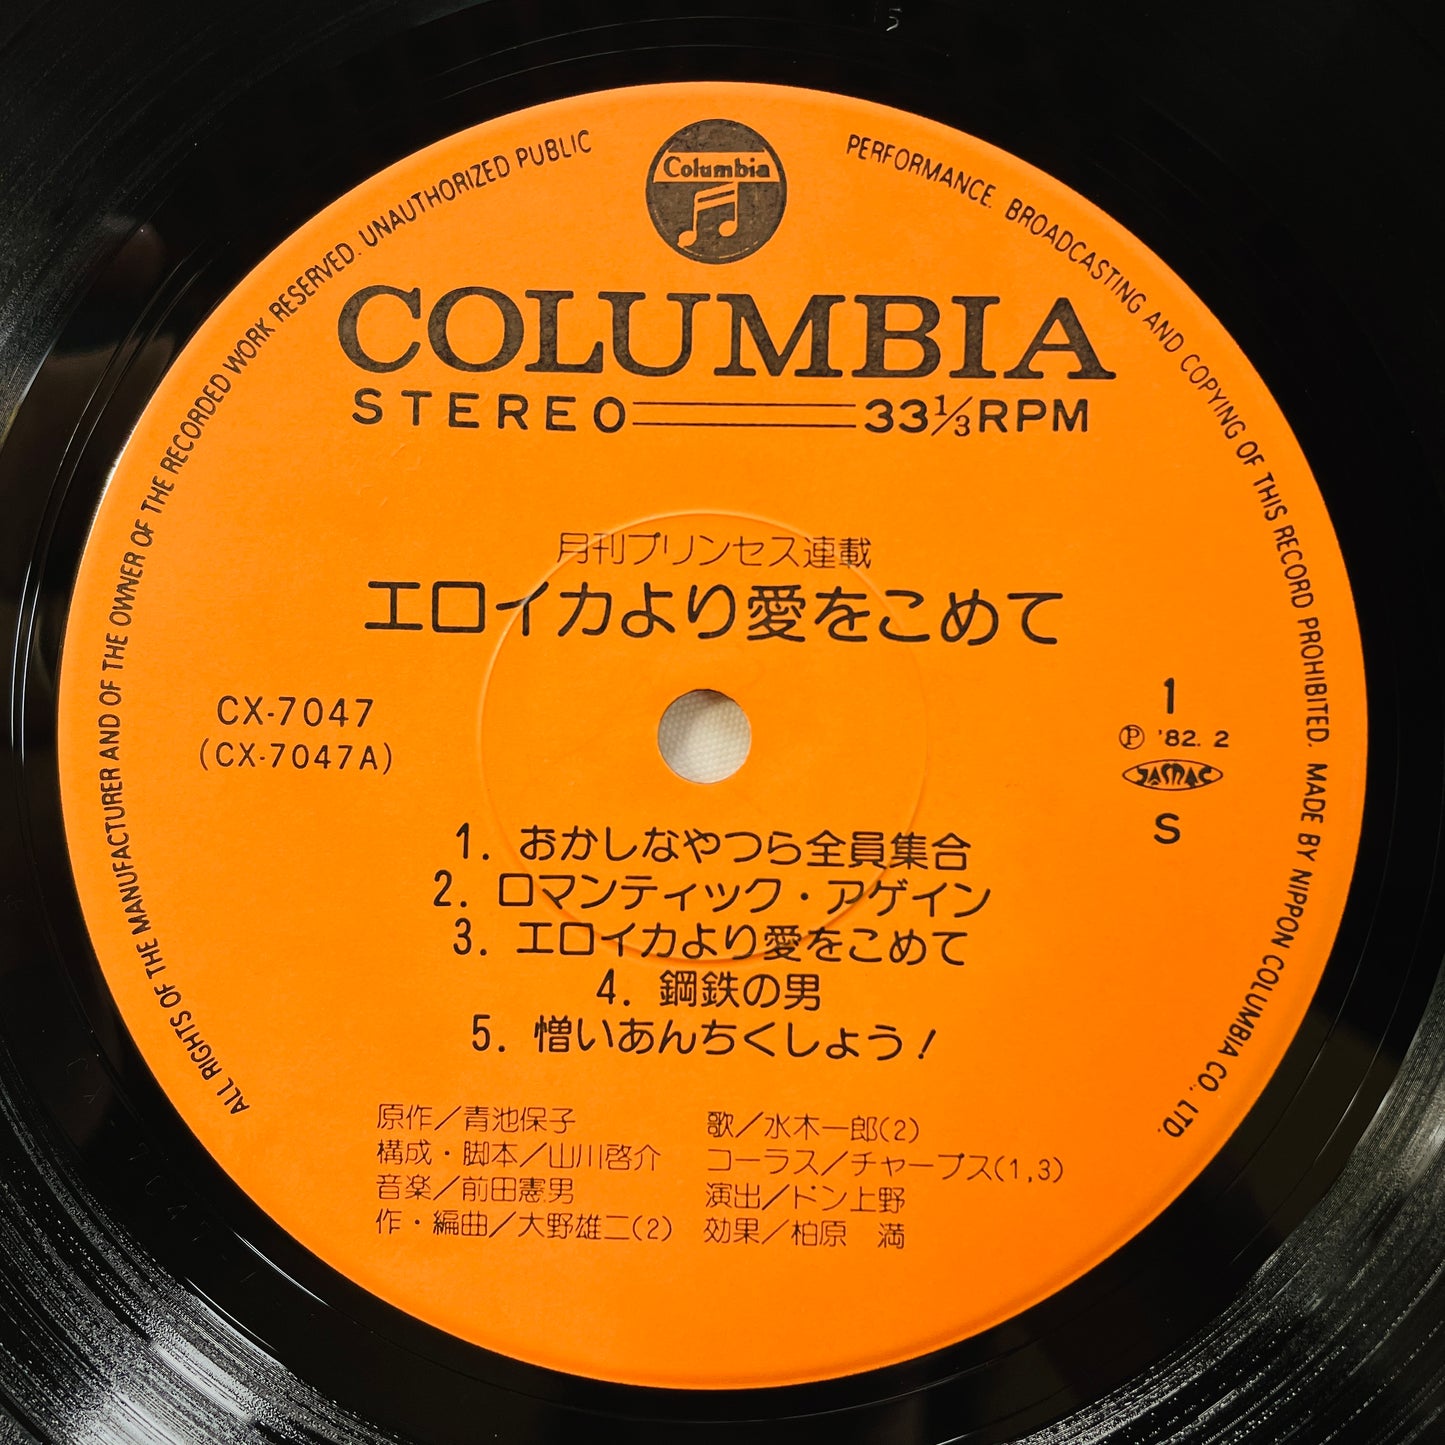 Columbia
COLUMBIA
STEREO 33⅓RPM
ALL RIGHTS OF THE MANUFACTURER AND OF THE OWNER OF THE RECORDED WORK RESERVED. UNAUTHORIZED PUBLIC PERFORMANCE. BROADCASTING AND COPYING OF THIS RECORD PROHIBITED. MADE BY NIPPON COLUMBIA CO., LTD.
月刊プリンセス連載
エロイカより愛をこめて
CX-7047
(CX-7047A)
1
Ⓟ '82. 2
JASRAC
S
1. おかしなやつら全員集合
2. ロマンティック・アゲイン
3. エロイカより愛をこめて
4. 鋼鉄の男
5. 憎いあんちくしょう!
原作/青池保子
構成・脚本/山川啓介
音楽/前田憲男
作・編曲/大野雄二(2)
歌/水木一郎(2)
コーラス/チャープス(1,3)
演出/ドン上野
効果/柏原 満